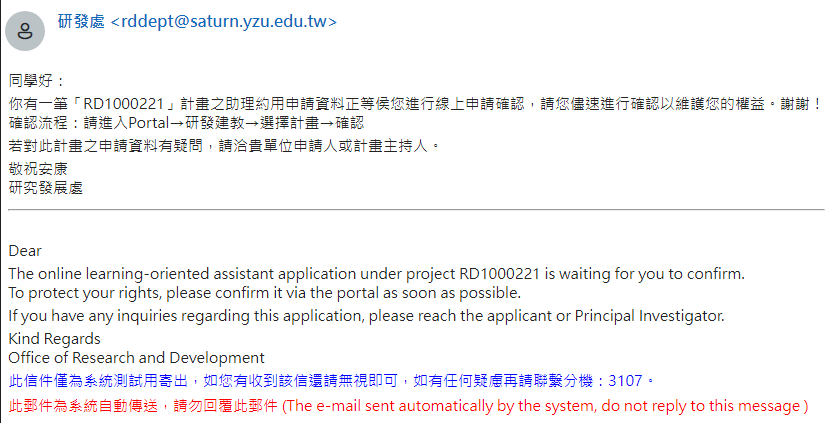 研發處 <rddept@saturn.yzu.edu.tw>
同學好：
你有一筆「RD1000221」計畫之助理約用申請資料正等侯您進行線上申請確認，請您儘速進行確認以維護您的權益。謝謝！
確認流程：請進入Portal→研發建教→選擇計畫→確認
若對此計畫之申請資料有疑問，請洽貴單位申請人或計畫主持人。
敬祝安康
研究發展處
Dear
The online learning-oriented assistant application under project RD1000221 is waiting for you to confirm.
To protect your rights, please confirm it via the portal as soon as possible.
If you have any inquiries regarding this application, please reach the applicant or Principal Investigator.
Kind Regards
Office of Research and Development
此信件僅為系統測試用寄出，如您有收到該信還請無視即可，如有任何疑慮再請聯繫分機：3107。
此郵件為系統自動傳送，請勿回覆此郵件 (The e-mail sent automatically by the system, do not reply to this message )